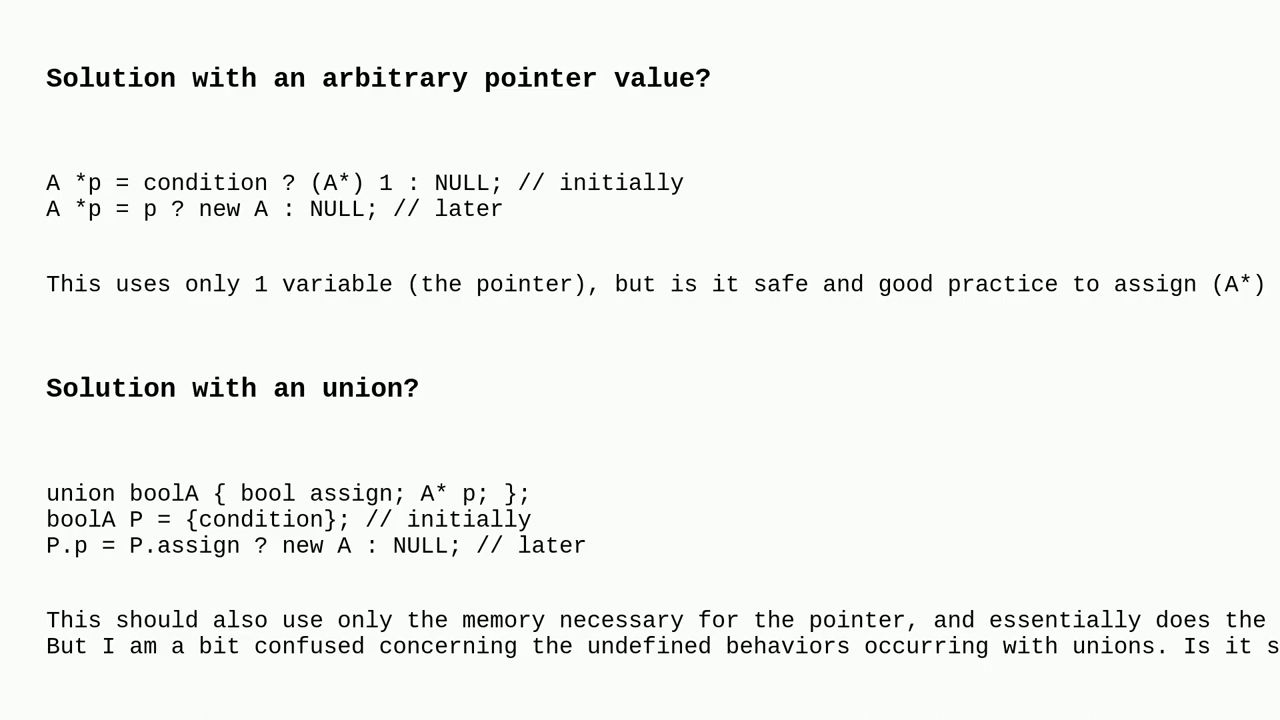 Solution with an arbitrary pointer value?
A *p = condition ? (A*) 1 : NULL; // initially
A *p = p ? new A : NULL; // later
This uses only 1 variable (the pointer), but is it safe and good practice to assign (A*)
Solution with an union?
union boolA { bool assign; A* p; };
boolA P = {condition}; // initially
P.p = P.assign ? new A : NULL; // later
This should also use only the memory necessary for the pointer, and essentially does the
But I am a bit confused concerning the undefined behaviors occurring with unions. Is it